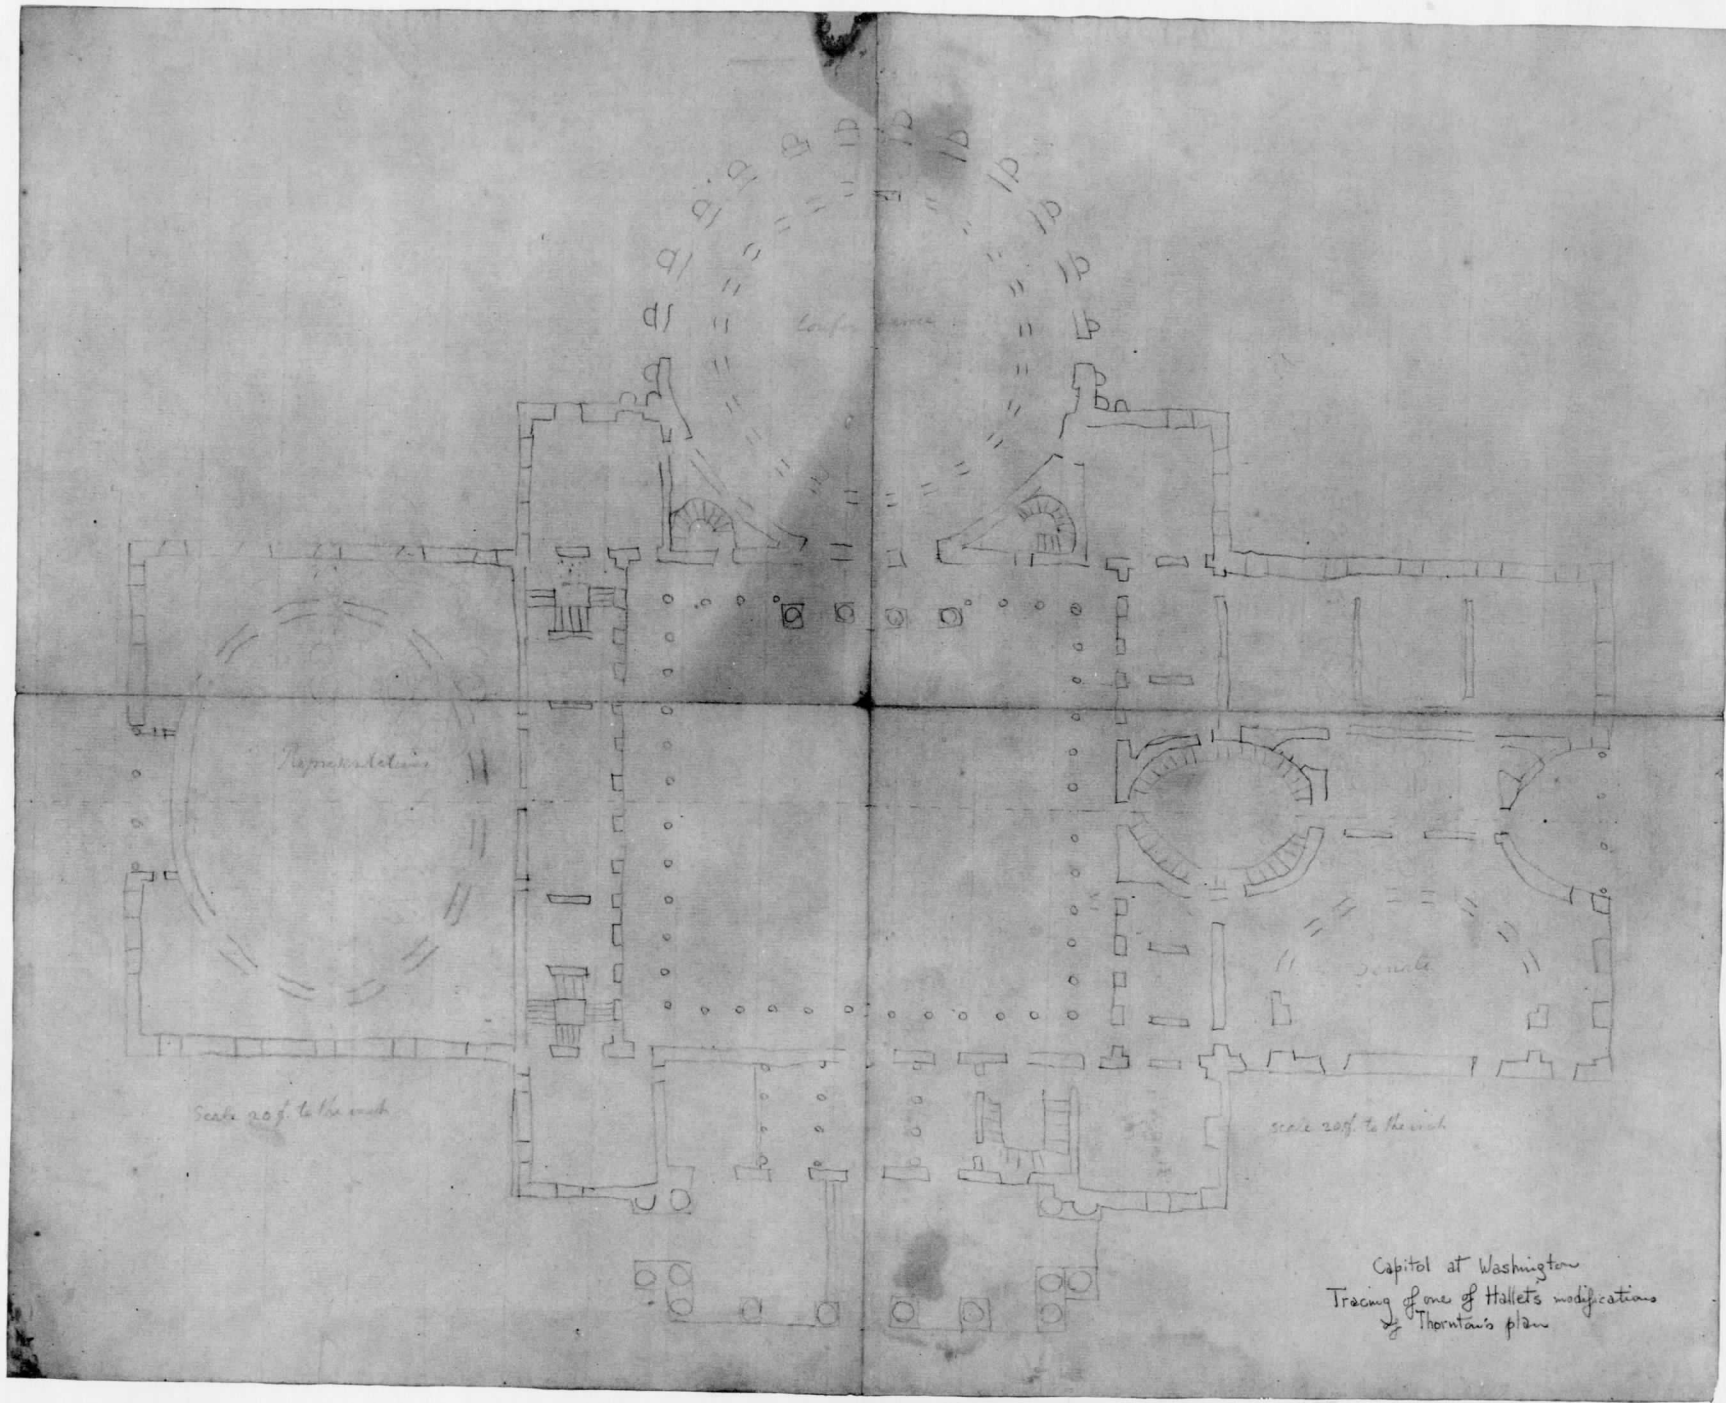 Conference
Representatives
Senate
Scale 20 f. to the inch
Scale 20 f. to the inch
Capitol at Washington
Tracing of one of Hallets modifications
of Thornton's plan